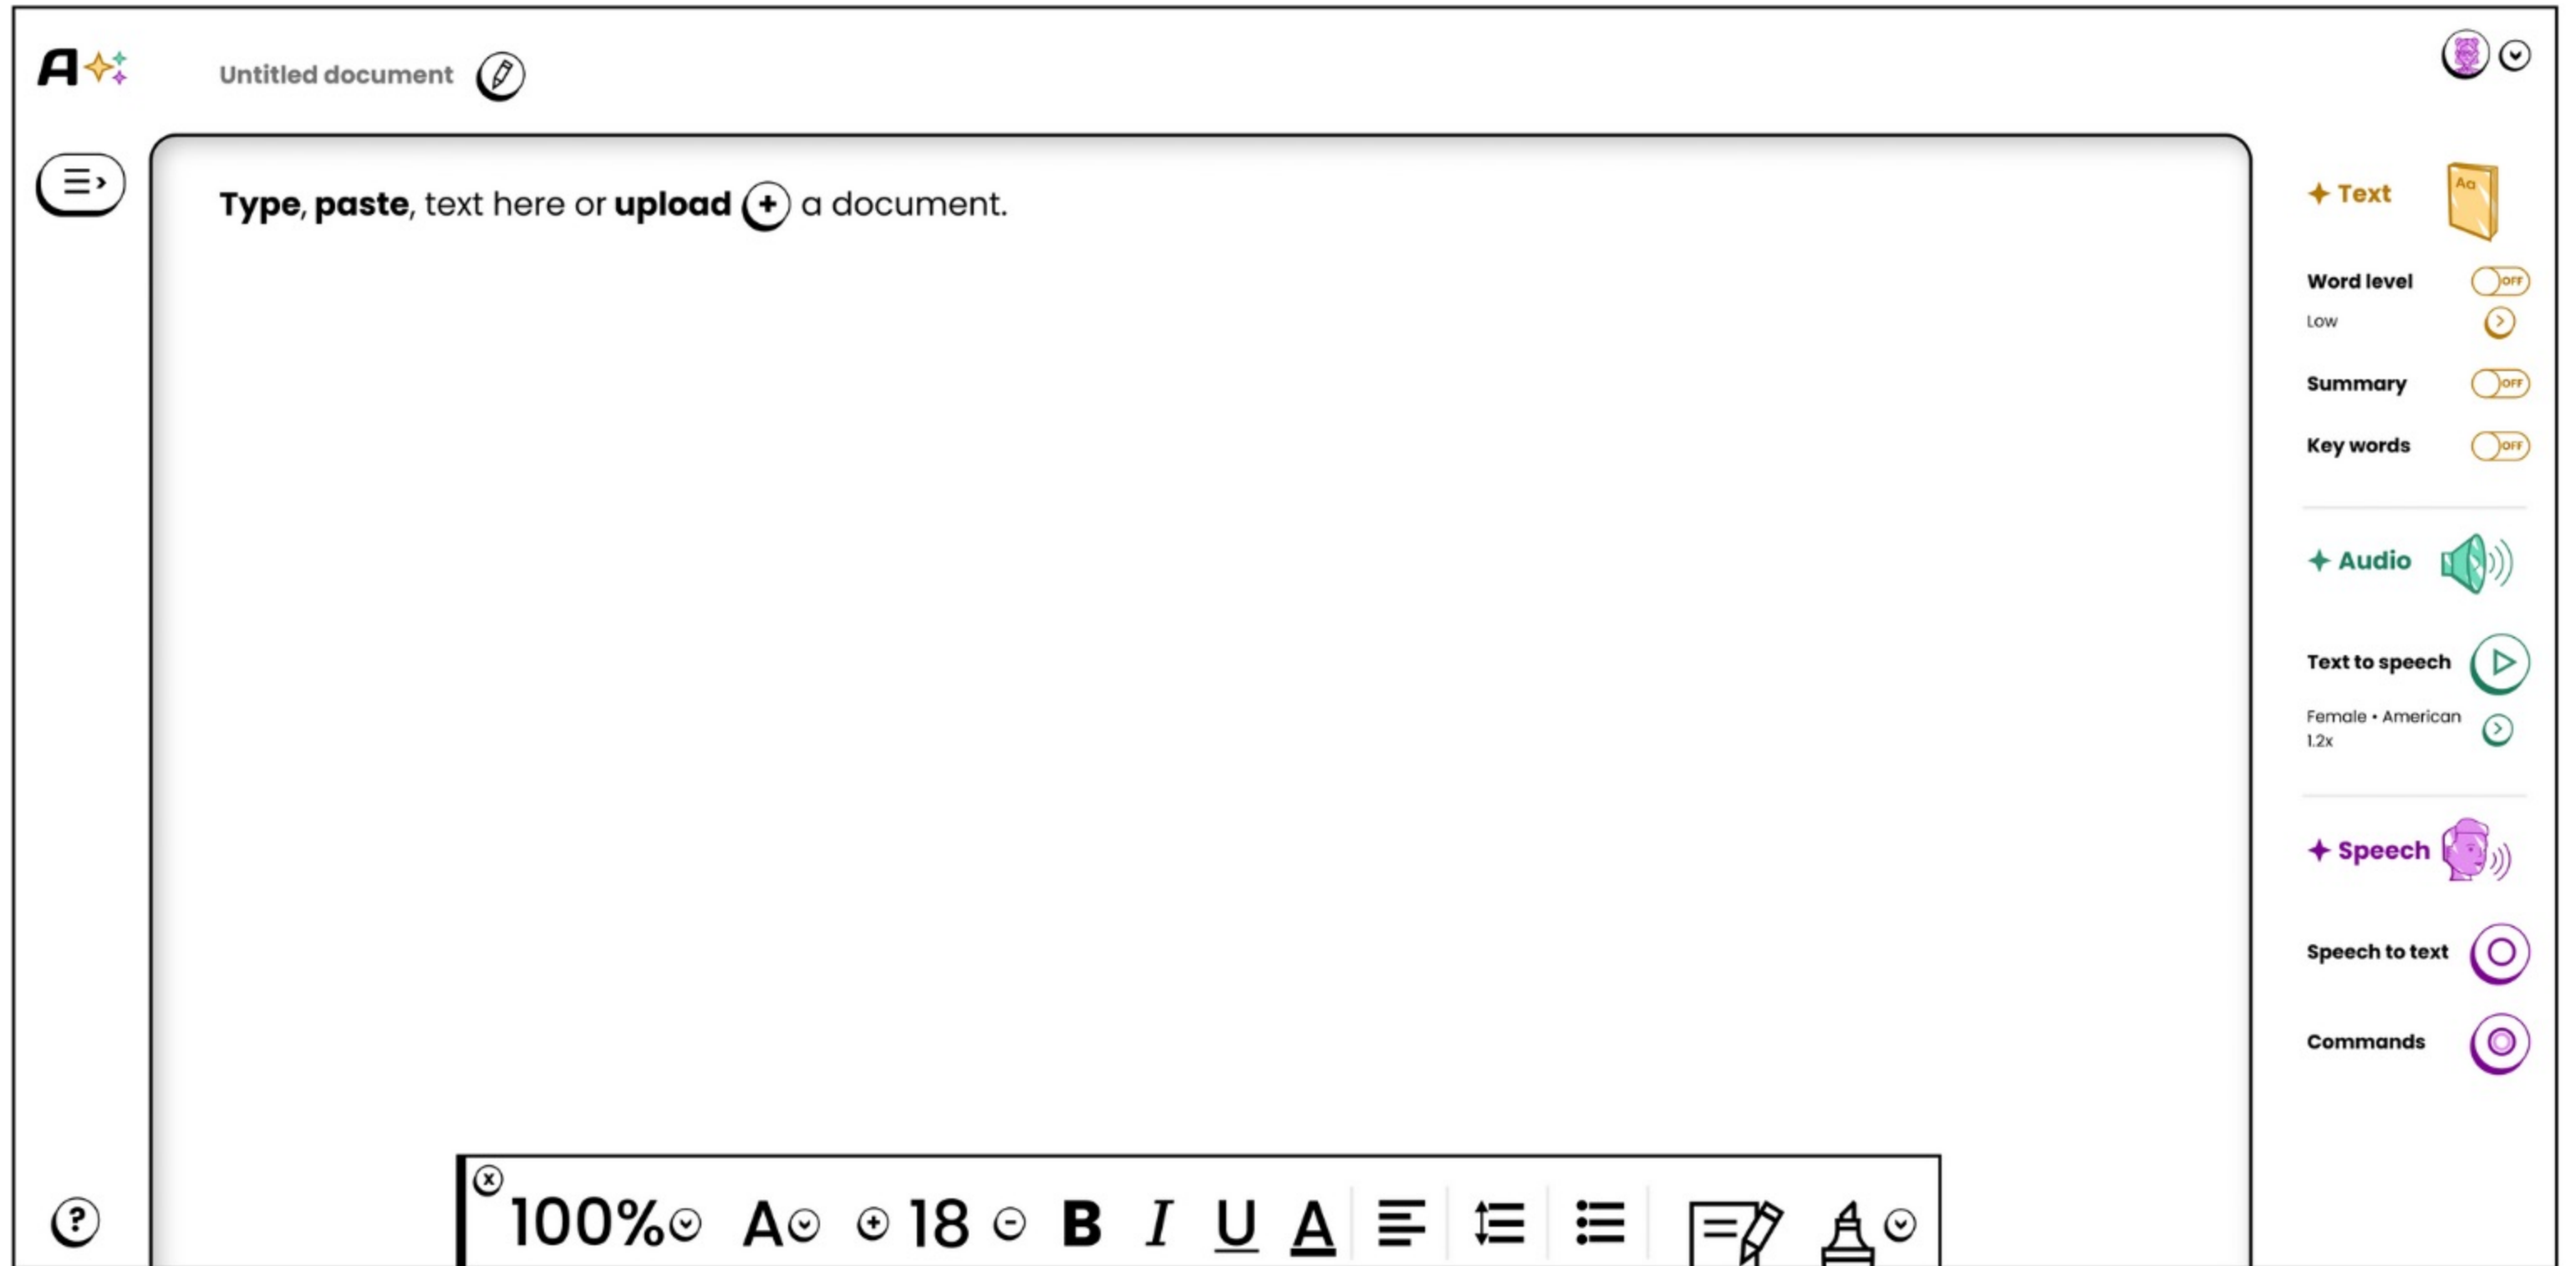 A
Untitled document
Type, paste, text here or upload + a document.
Aa
Text
Word level OFF
Low
Summary OFF
Key words OFF
Audio
Text to speech
Female • American
1.2x
Speech
Speech to text
Commands
?
x
100% A + 18 - B I U A